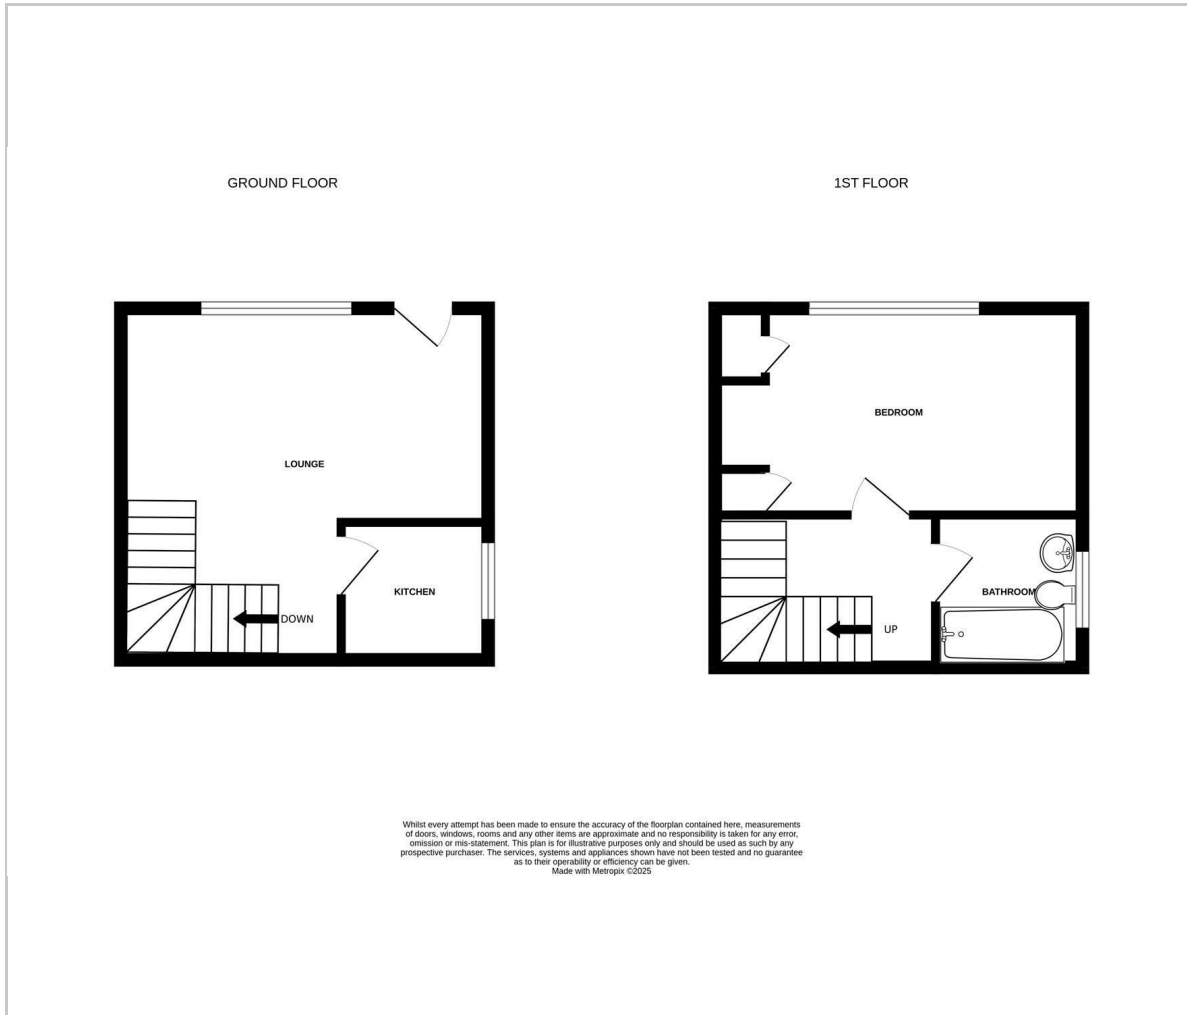 GROUND FLOOR
1ST FLOOR
LOUNGE
KITCHEN
DOWN
BEDROOM
BATHROOM
UP
Whilst every attempt has been made to ensure the accuracy of the floorplan contained here, measurements
of doors, windows, rooms and any other items are approximate and no responsibility is taken for any error,
omission or mis-statement. This plan is for illustrative purposes only and should be used as such by any
prospective purchaser. The services, systems and appliances shown have not been tested and no guarantee
as to their operability or efficiency can be given.
Made with Metropix ©2025